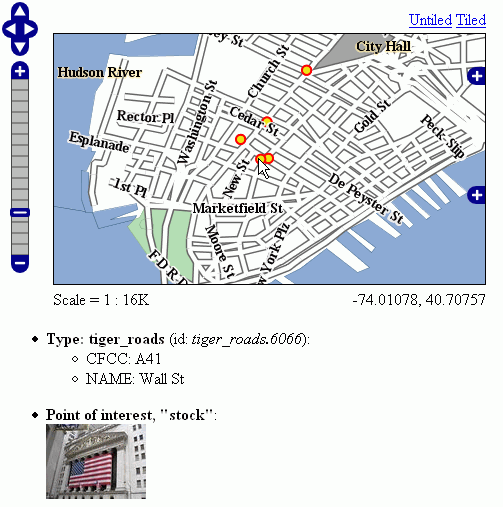 Untiled Tiled
ey-St
City Hall
Church St
Hudson River
Washington St
Rector Pl
Cedar St
Gold St
Peck-Slip
Esplanade
New St
1st Pl
De Peyster St
Marketfield St
Moore St
F-D-R-D
York-Plz
Scale = 1 : 16K
-74.01078, 40.70757
Type: tiger_roads (id: tiger_roads.6066):
CFCC: A41
NAME: Wall St
Point of interest, "stock":